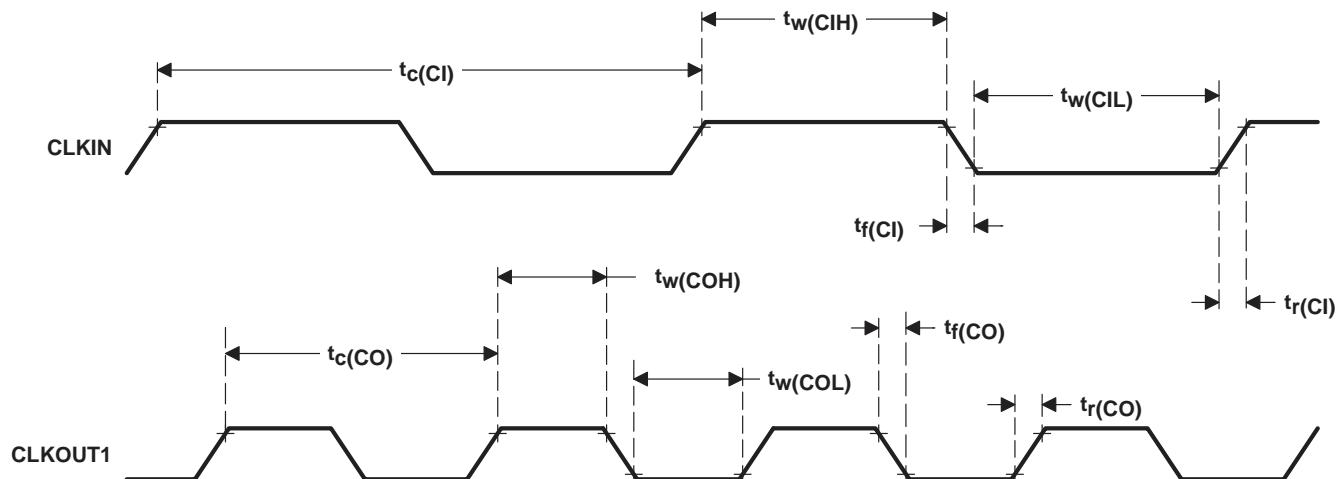 tw(CIH)
tc(CI)
tw(CIL)
CLKIN
tf(CI)
tw(COH)
tr(CI)
tf(CO)
tc(CO)
tw(COL)
tr(CO)
CLKOUT1